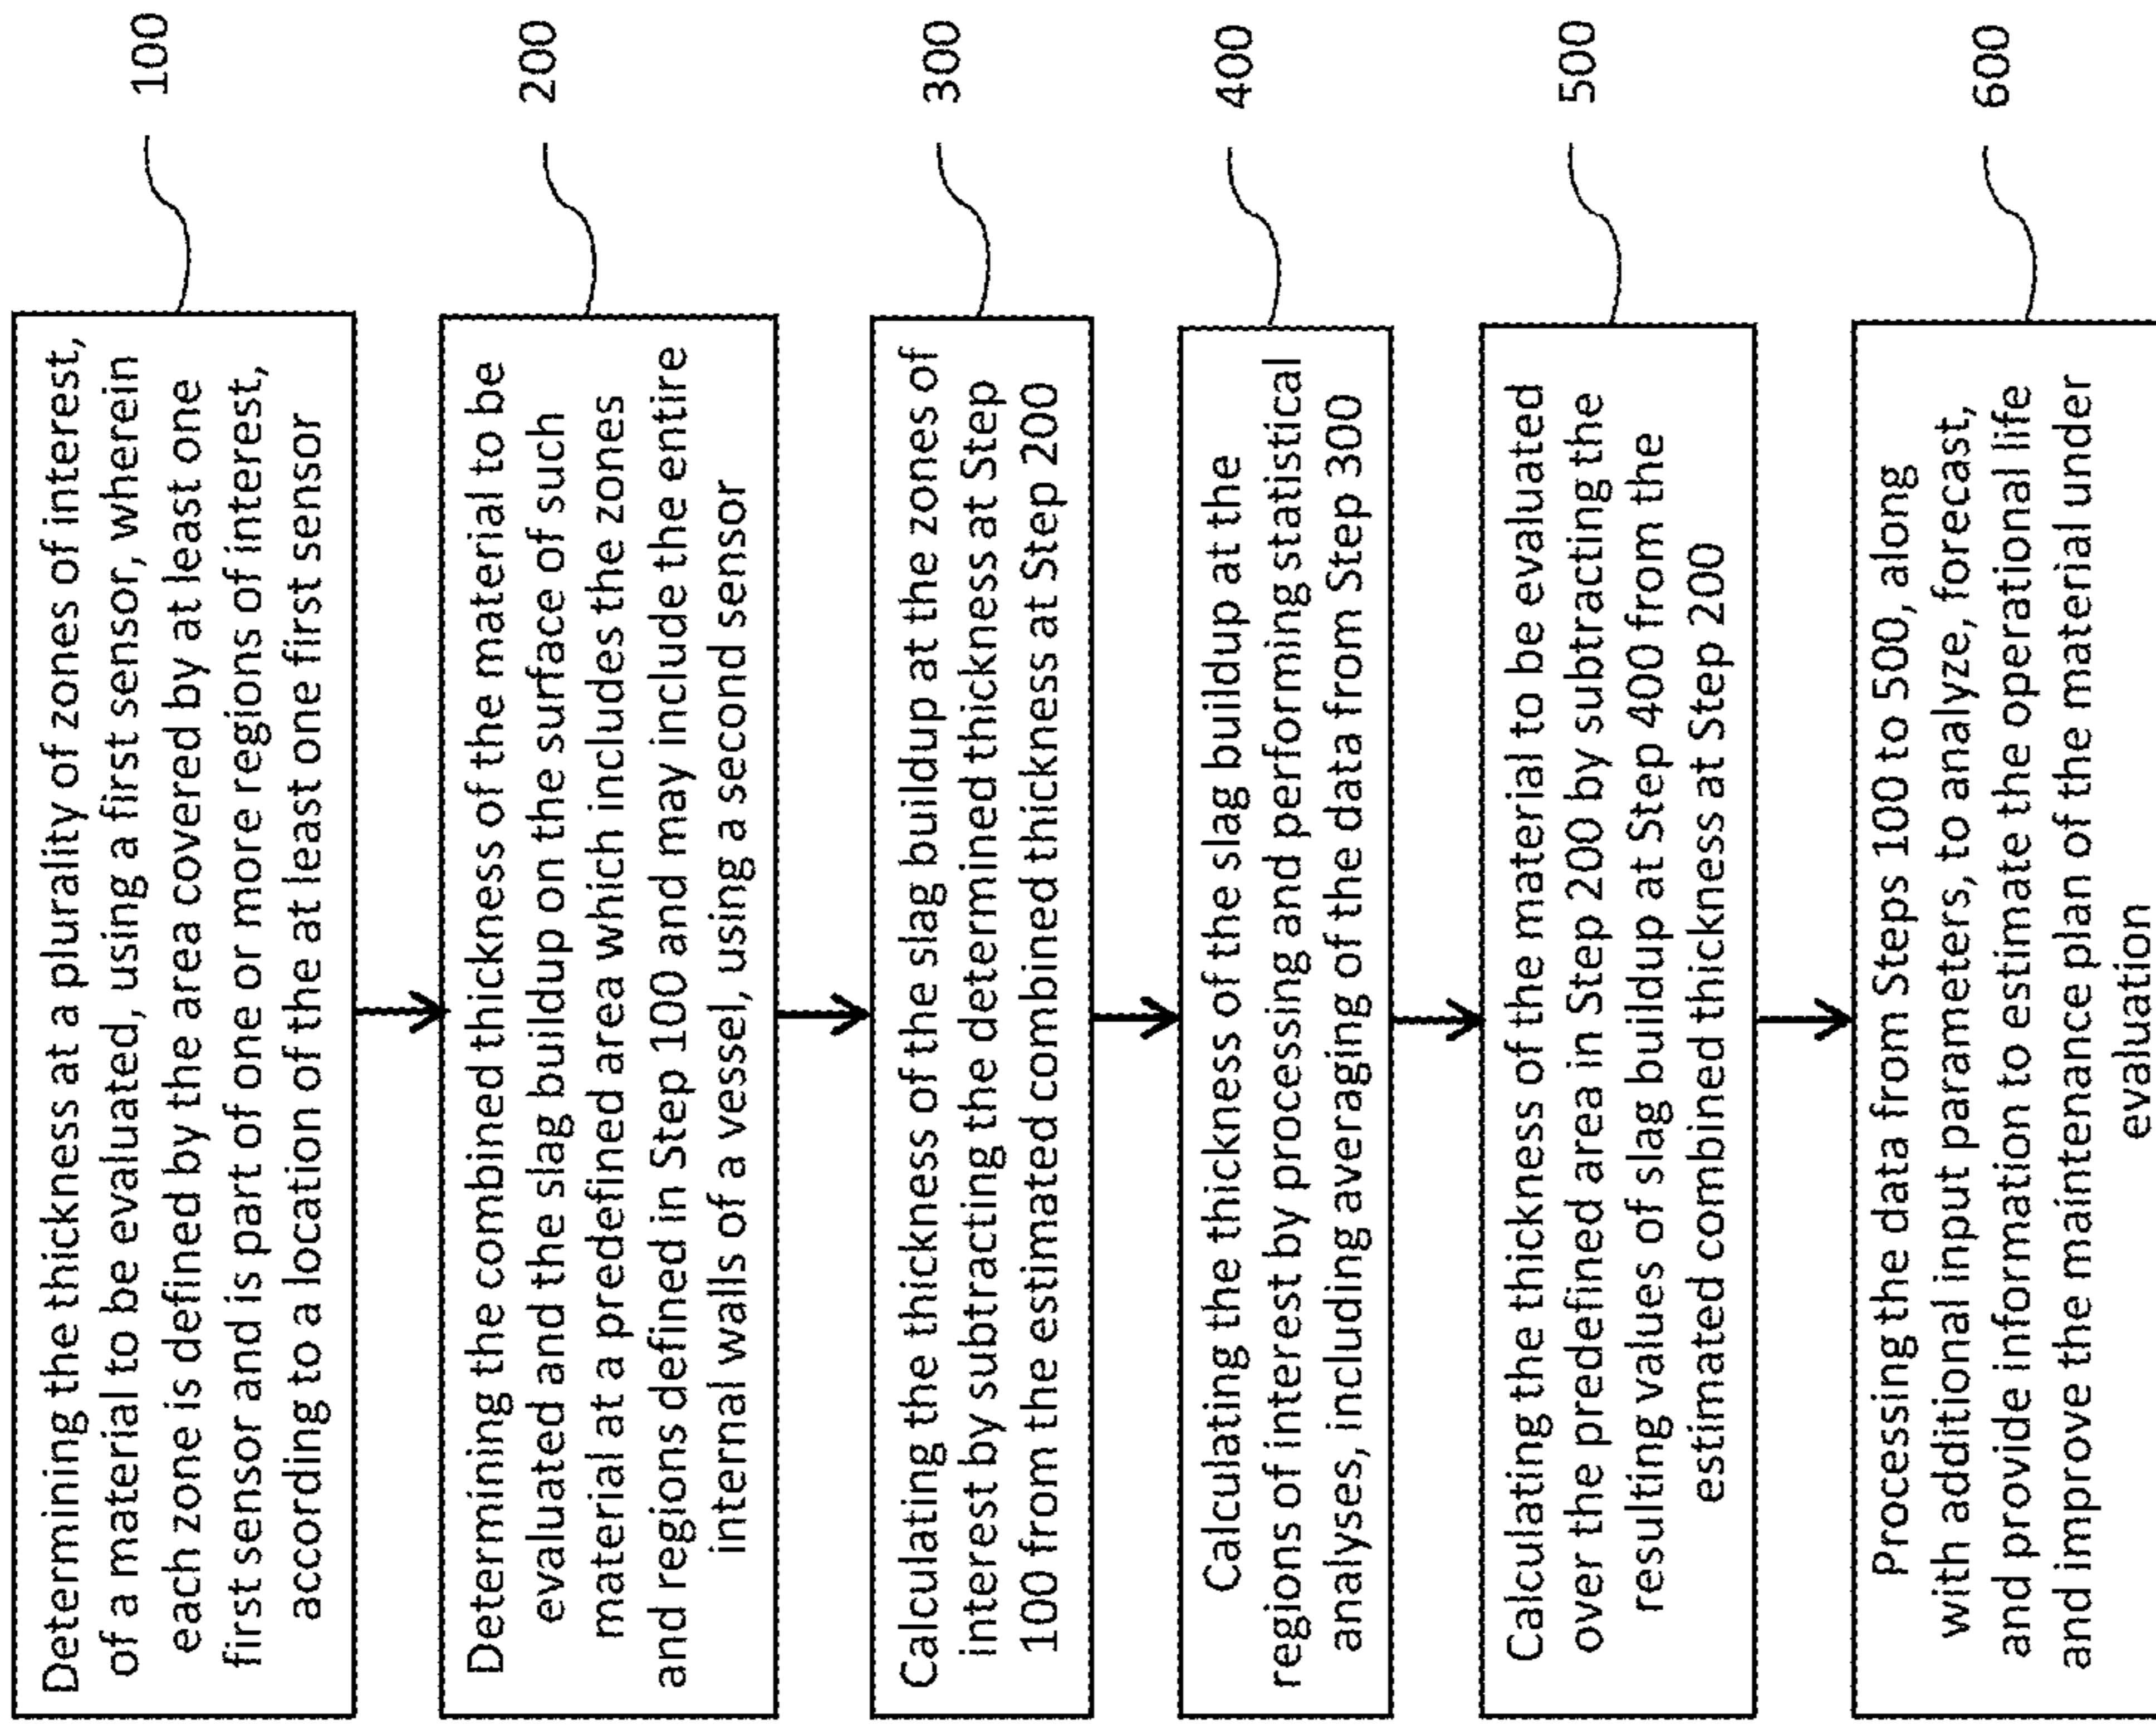 Determining the thickness at a plurality of zones of interest,
of a material to be evaluated, using a first sensor, wherein
each zone is defined by the area covered by at least one
first sensor and is part of one or more regions of interest,
according to a location of the at least one first sensor
100
Determining the combined thickness of the material to be
evaluated and the slag buildup on the surface of such
material at a predefined area which includes the zones
and regions defined in Step 100 and may include the entire
internal walls of a vessel, using a second sensor
200
Calculating the thickness of the slag buildup at the zones of
interest by subtracting the determined thickness at Step
100 from the estimated combined thickness at Step 200
300
Calculating the thickness of the slag buildup at the
regions of interest by processing and performing statistical
analyses, including averaging of the data from Step 300
400
Calculating the thickness of the material to be evaluated
over the predefined area in Step 200 by subtracting the
resulting values of slag buildup at Step 400 from the
estimated combined thickness at Step 200
500
Processing the data from Steps 100 to 500, along
with additional input parameters, to analyze, forecast,
and provide information to estimate the operational life
and improve the maintenance plan of the material under
evaluation
600